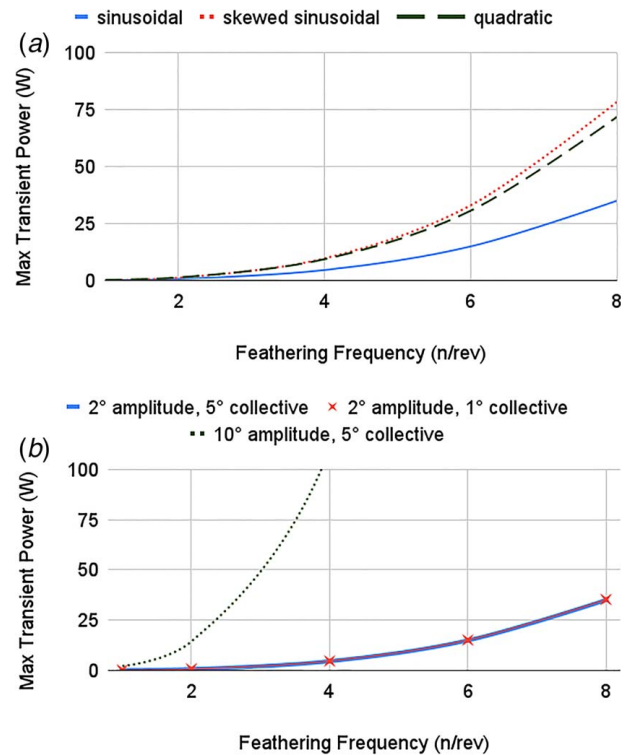 sinusoidal skewed sinusoidal quadratic
(a)
100
75
50
25
0
Max Transient Power (W)
2 4 6 8
Feathering Frequency (n/rev)
2° amplitude, 5° collective 2° amplitude, 1° collective
10° amplitude, 5° collective
(b)
100
75
50
25
0
Max Transient Power (W)
2 4 6 8
Feathering Frequency (n/rev)